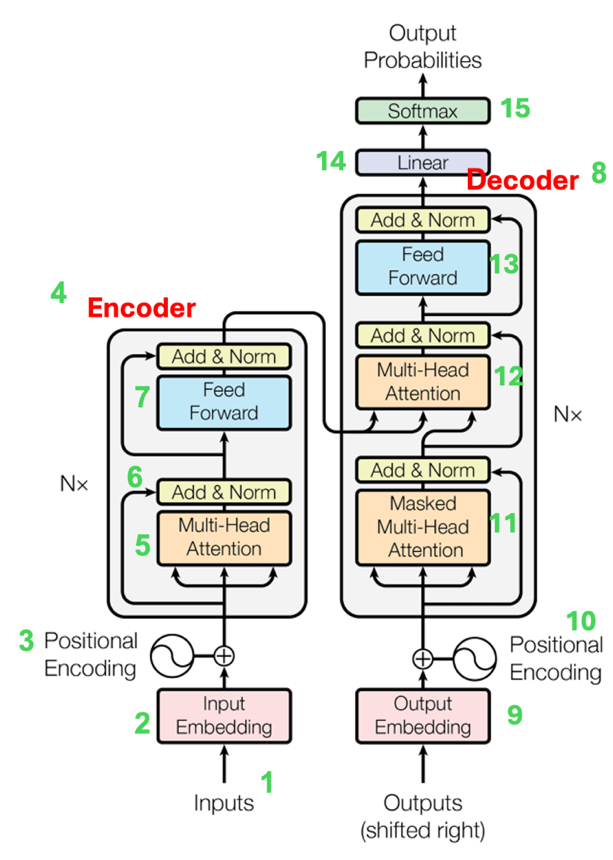 Output
Probabilities
Softmax
15
14
Linear
Decoder
8
Add & Norm
Feed
Forward
13
4
Encoder
Add & Norm
Multi-Head
Attention
12
Add & Norm
Feed
Forward
7
Nx
6
Nx
Add & Norm
Add & Norm
Multi-Head
Attention
5
Masked
Multi-Head
Attention
11
3
Positional
Encoding
10
Positional
Encoding
2
Input
Embedding
Output
Embedding
9
1
Inputs
Outputs
(shifted right)